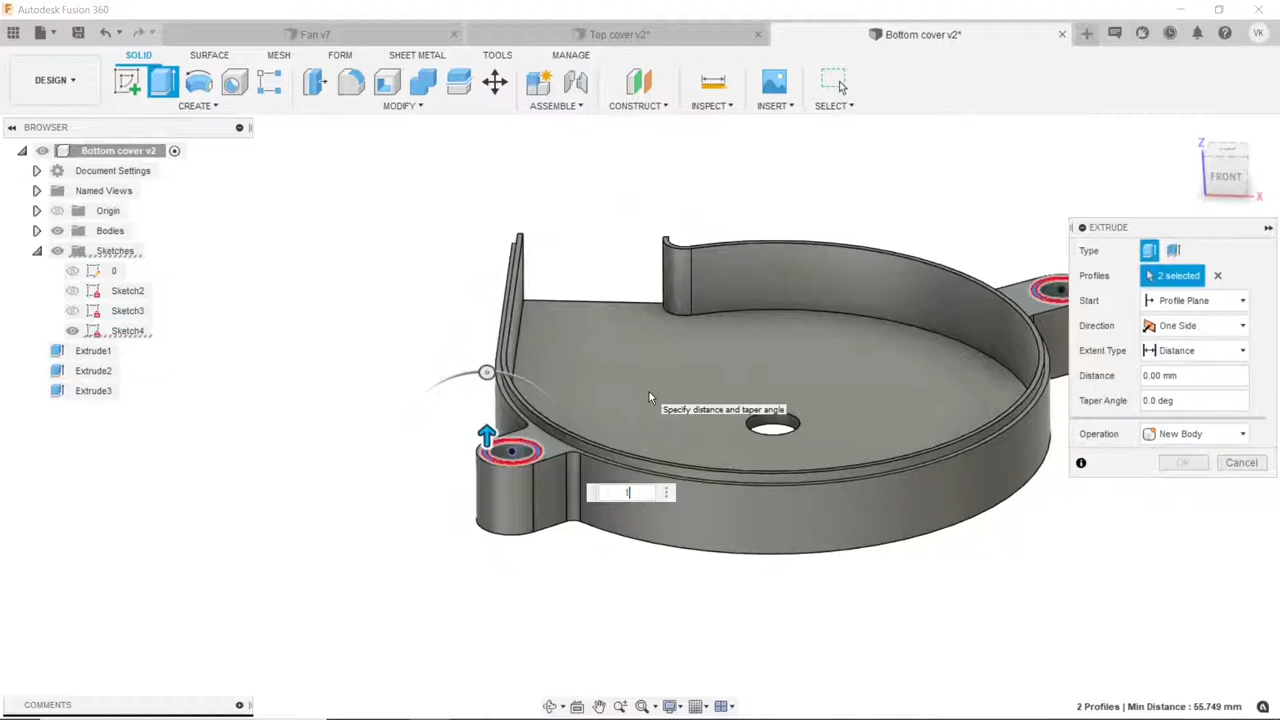 Autodesk Fusion 360
Fan v7
Top cover v2*
Bottom cover v2*
VK
DESIGN
SOLID
SURFACE
MESH
FORM
SHEET METAL
TOOLS
MANAGE
CREATE
MODIFY
ASSEMBLE
CONSTRUCT
INSPECT
INSERT
SELECT
BROWSER
Bottom cover v2
Document Settings
Named Views
Origin
Bodies
Sketches
0
Sketch2
Sketch3
Sketch4
Extrude1
Extrude2
Extrude3
Z
FRONT
X
EXTRUDE
Type
Profiles
2 selected
Start
Profile Plane
Direction
One Side
Extent Type
Distance
Distance
0.00 mm
Taper Angle
0.0 deg
Operation
New Body
Ok
Cancel
Specify distance and taper angle
COMMENTS
2 Profiles | Min Distance : 55.749 mm